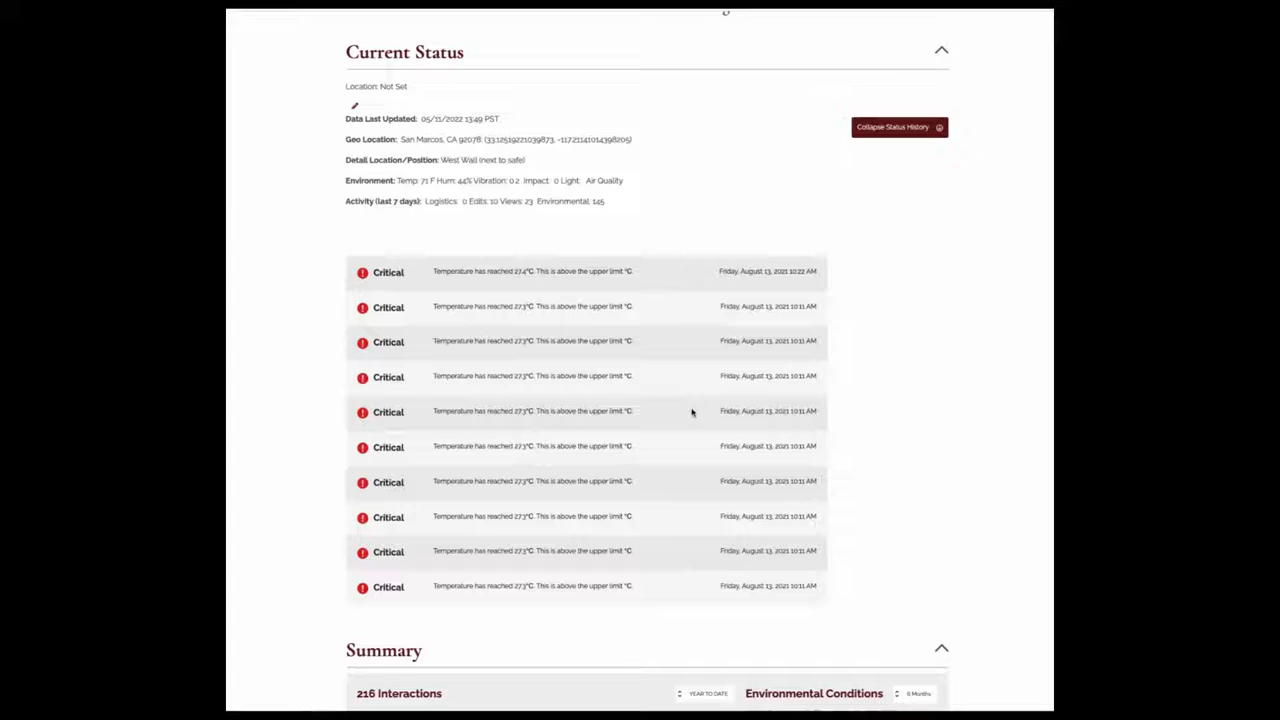 Current Status
Location: Not Set
Data Last Updated: 05/11/2022 13:49 PST
Collapse Status History
Geo Location: San Marcos, CA 92078: (33.12519221039873, -117.21141014398205)
Detail Location/Position: West Wall (next to safe)
Environment: Temp: 71 F Hum: 44% Vibration: 0.2 Impact: 0 Light: Air Quality
Activity (last 7 days): Logistics: 0 Edits: 10 Views: 23 Environmental: 145
Critical Temperature has reached 27.4°C. This is above the upper limit °C. Friday, August 13, 2021 10:22 AM
Critical Temperature has reached 27.3°C. This is above the upper limit °C. Friday, August 13, 2021 10:11 AM
Critical Temperature has reached 27.3°C. This is above the upper limit °C. Friday, August 13, 2021 10:11 AM
Critical Temperature has reached 27.3°C. This is above the upper limit °C. Friday, August 13, 2021 10:11 AM
Critical Temperature has reached 27.3°C. This is above the upper limit °C. Friday, August 13, 2021 10:11 AM
Critical Temperature has reached 27.3°C. This is above the upper limit °C. Friday, August 13, 2021 10:11 AM
Critical Temperature has reached 27.3°C. This is above the upper limit °C. Friday, August 13, 2021 10:11 AM
Critical Temperature has reached 27.3°C. This is above the upper limit °C. Friday, August 13, 2021 10:11 AM
Critical Temperature has reached 27.3°C. This is above the upper limit °C. Friday, August 13, 2021 10:11 AM
Critical Temperature has reached 27.3°C. This is above the upper limit °C. Friday, August 13, 2021 10:11 AM
Summary
216 Interactions YEAR TO DATE Environmental Conditions 6 Months